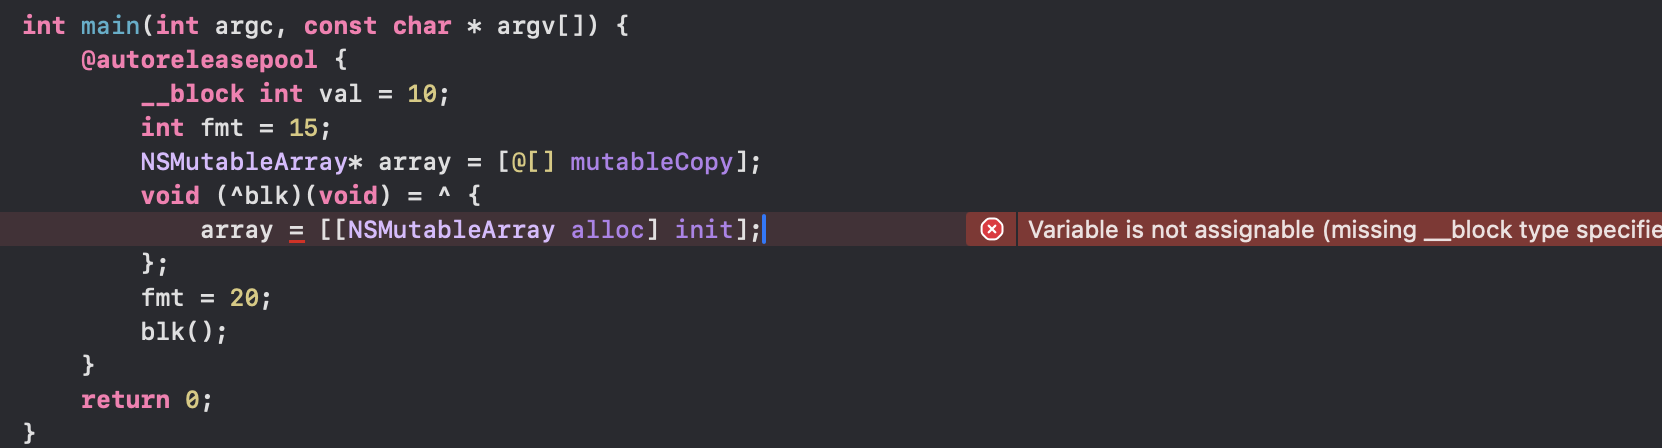 int main(int argc, const char * argv[]) {
@autoreleasepool {
__block int val = 10;
int fmt = 15;
NSMutableArray* array = [@[] mutableCopy];
void (^blk)(void) = ^ {
array = [[NSMutableArray alloc] init]; Variable is not assignable (missing __block type specifie
};
fmt = 20;
blk();
}
return 0;
}